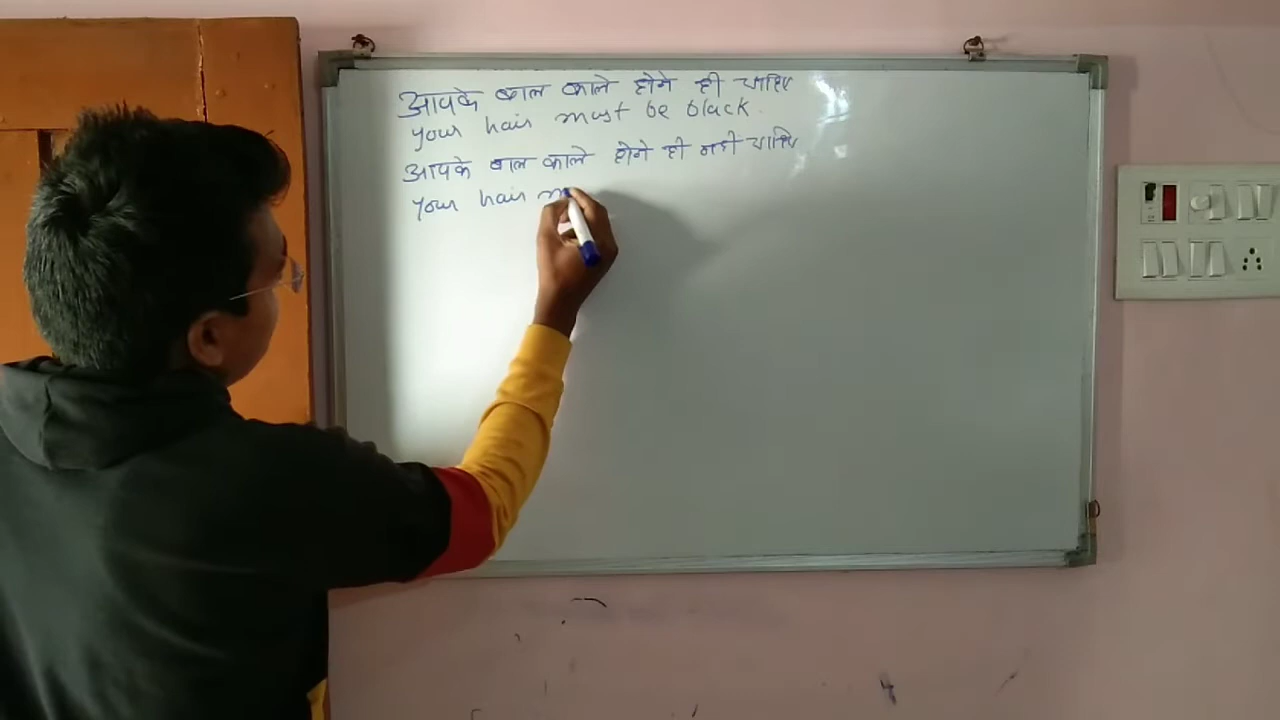 आपके बाल काले होने ही चाहिए
your hair must be black.
आपके बाल काले होने ही नही चाहिए
your hair m